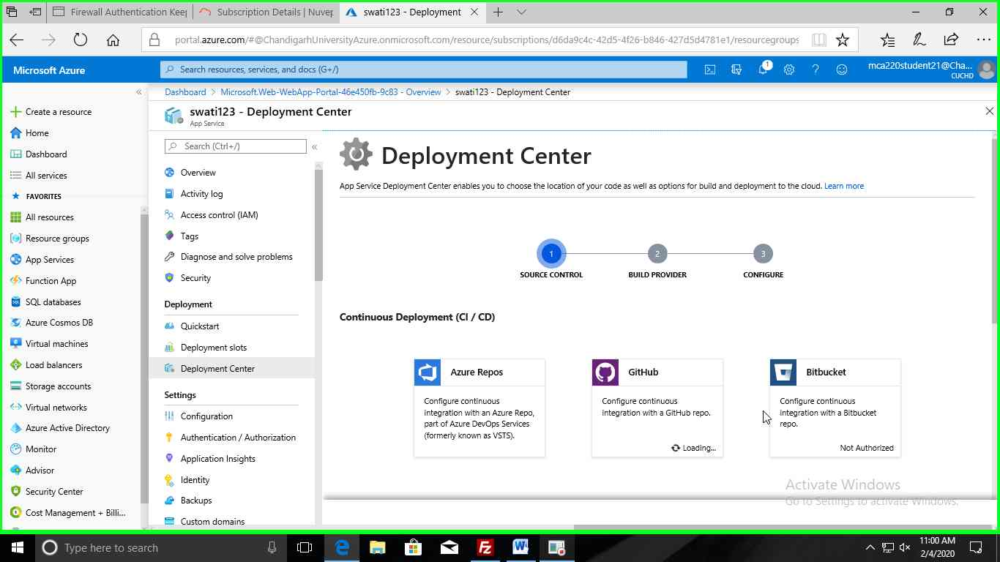 Firewall Authentication Keep
Subscription Details | Nuvep
swati123 - Deployment
portal.azure.com/#@ChandigarhUniversityAzure.onmicrosoft.com/resource/subscriptions/d6da9c4c-42d5-4f26-b846-427d5d4781e1/resourcegroups
Microsoft Azure
Search resources, services, and docs (G+/)
1
mca220student21@Cha...
CUCHD
Dashboard > Microsoft.Web-WebApp-Portal-46e450fb-9c83 - Overview > swati123 - Deployment Center
Create a resource
Home
Dashboard
All services
FAVORITES
All resources
Resource groups
App Services
Function App
SQL databases
Azure Cosmos DB
Virtual machines
Load balancers
Storage accounts
Virtual networks
Azure Active Directory
Monitor
Advisor
Security Center
Cost Management + Billi...
swati123 - Deployment Center
App Service
Search (Ctrl+/)
Overview
Activity log
Access control (IAM)
Tags
Diagnose and solve problems
Security
Deployment
Quickstart
Deployment slots
Deployment Center
Settings
Configuration
Authentication / Authorization
Application Insights
Identity
Backups
Custom domains
Deployment Center
App Service Deployment Center enables you to choose the location of your code as well as options for build and deployment to the cloud. Learn more
1 2 3
SOURCE CONTROL BUILD PROVIDER CONFIGURE
Continuous Deployment (CI / CD)
Azure Repos
Configure continuous
integration with an Azure Repo,
part of Azure DevOps Services
(formerly known as VSTS).
GitHub
Configure continuous
integration with a GitHub repo.
Loading...
Bitbucket
Configure continuous
integration with a Bitbucket
repo.
Not Authorized
Activate Windows
Go to Settings to activate Windows.
Type here to search
11:00 AM
2/4/2020